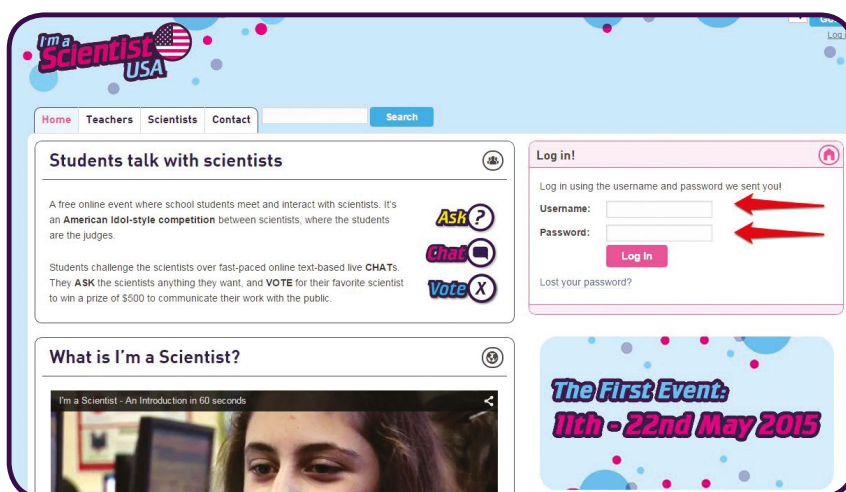 I'm a
Scientist
USA
Log
Home Teachers Scientists Contact Search
Students talk with scientists
A free online event where school students meet and interact with scientists. It's
an American Idol-style competition between scientists, where the students
are the judges.
Students challenge the scientists over fast-paced online text-based live CHATs.
They ASK the scientists anything they want, and VOTE for their favorite scientist
to win a prize of $500 to communicate their work with the public.
Ask ?
Chat
Vote X
Log in!
Log in using the username and password we sent you!
Username:
Password:
Log In
Lost your password?
What is I'm a Scientist?
I'm a Scientist - An Introduction in 60 seconds
The First Event:
11th - 22nd May 2015